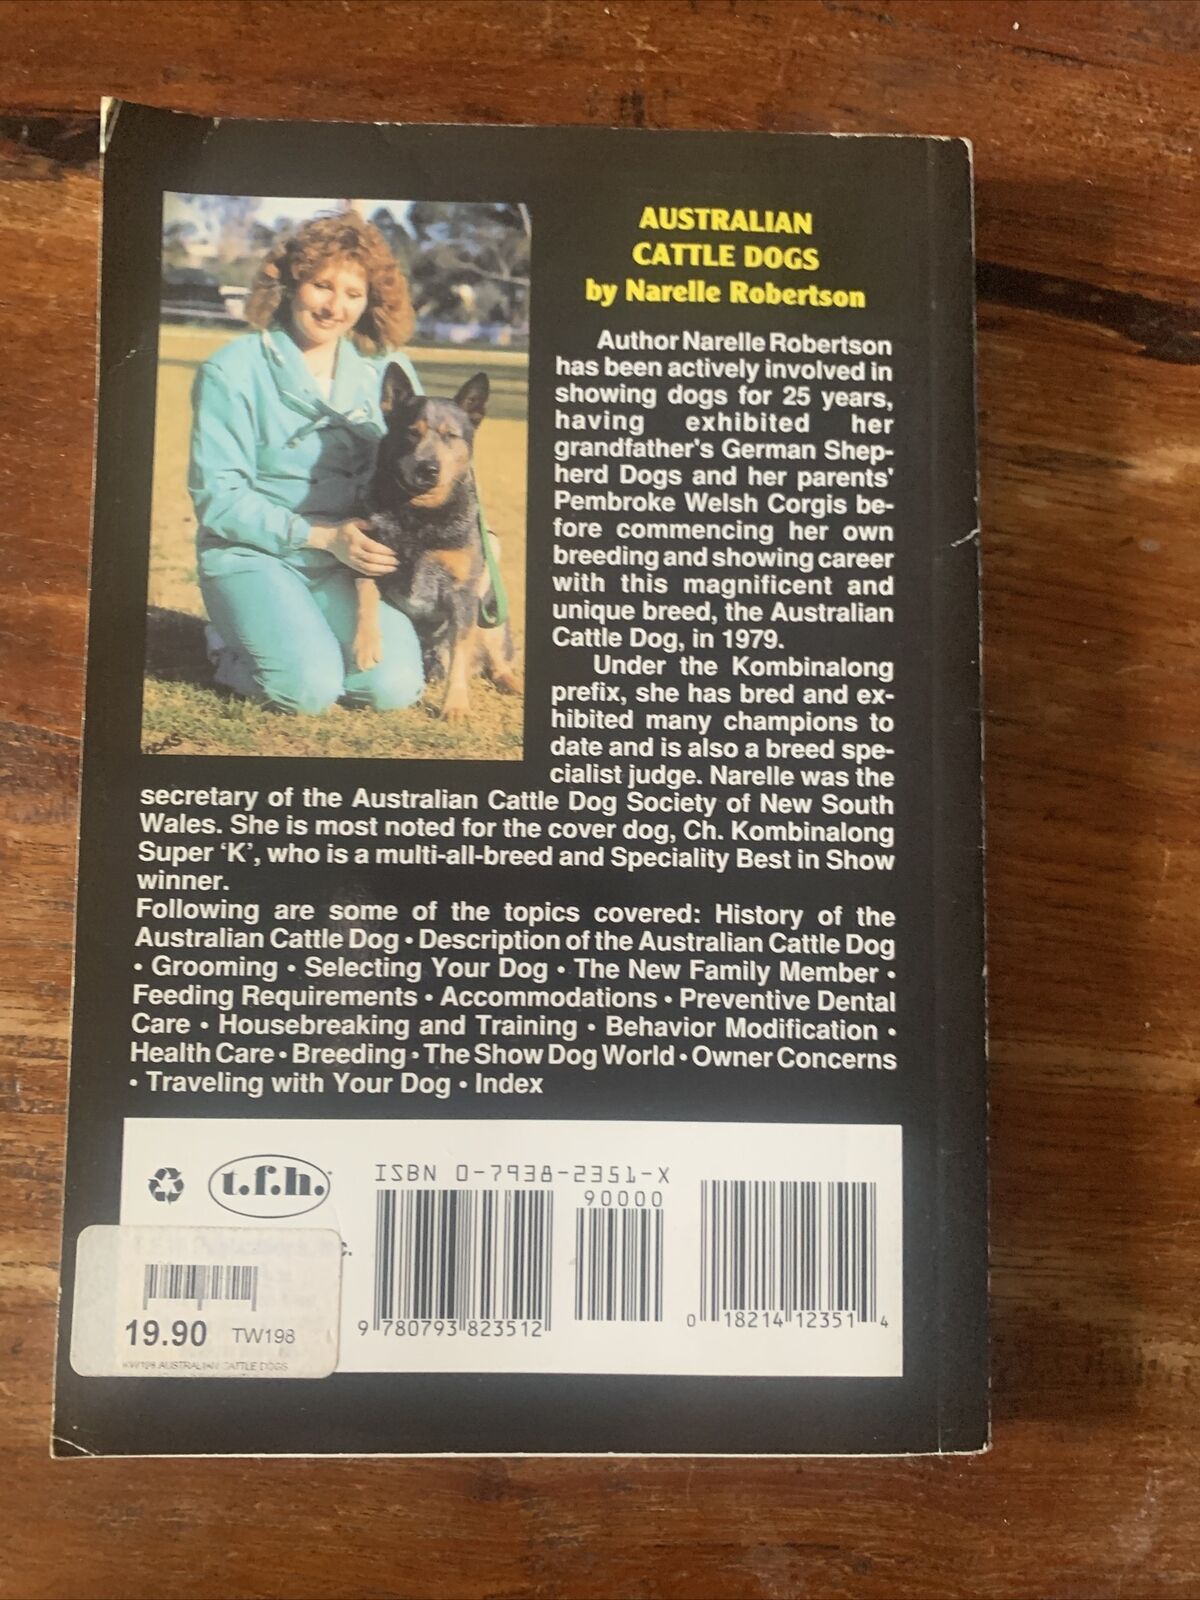 AUSTRALIAN
CATTLE DOGS
by Narelle Robertson
Author Narelle Robertson
has been actively involved in
showing dogs for 25 years,
having exhibited her
grandfather's German Shep-
herd Dogs and her parents'
Pembroke Welsh Corgis be-
fore commencing her own
breeding and showing career
with this magnificent and
unique breed, the Australian
Cattle Dog, in 1979.
Under the Kombinalong
prefix, she has bred and ex-
hibited many champions to
date and is also a breed spe-
cialist judge. Narelle was the
secretary of the Australian Cattle Dog Society of New South
Wales. She is most noted for the cover dog, Ch. Kombinalong
Super ‘K’, who is a multi-all-breed and Speciality Best in Show
winner.
Following are some of the topics covered: History of the
Australian Cattle Dog • Description of the Australian Cattle Dog
• Grooming • Selecting Your Dog • The New Family Member •
Feeding Requirements • Accommodations • Preventive Dental
Care • Housebreaking and Training • Behavior Modification •
Health Care • Breeding • The Show Dog World • Owner Concerns
• Traveling with Your Dog • Index
t.f.h.
ISBN 0-7938-2351-X
90000
9 780793 823512
0 18214 12351 4
19.90 TW198
AUSTRALIAN CATTLE DOGS